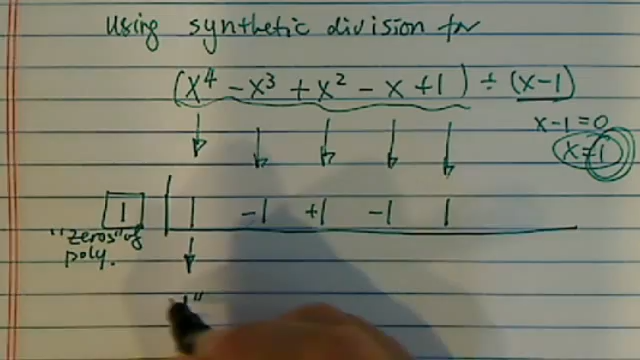 Using synthetic division for
(x⁴ - x³ + x² - x + 1) ÷ (x-1)
x-1=0
x=1
1 | 1 -1 +1 -1 1
"zeros" of
poly.
1"